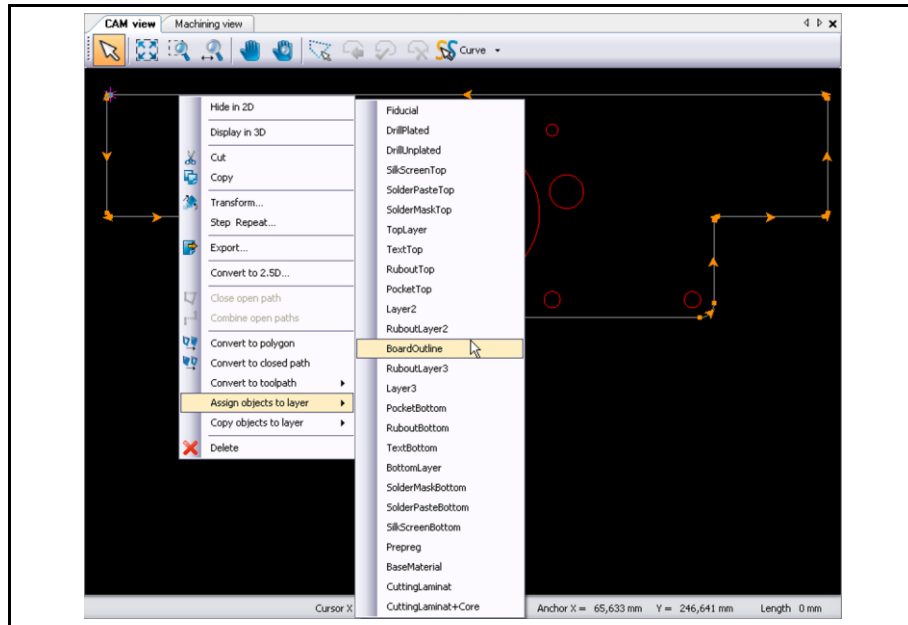 CAM view Machining view
Curve
Hide in 2D
Display in 3D
Cut
Copy
Transform...
Step Repeat...
Export...
Convert to 2.5D...
Close open path
Combine open paths
Convert to polygon
Convert to closed path
Convert to toolpath
Assign objects to layer
Copy objects to layer
Delete
Fiducial
DrillPlated
DrillUnplated
SilkScreenTop
SolderPasteTop
SolderMaskTop
TopLayer
TextTop
RuboutTop
PocketTop
Layer2
RuboutLayer2
BoardOutline
RuboutLayer3
Layer3
PocketBottom
RuboutBottom
TextBottom
BottomLayer
SolderMaskBottom
SolderPasteBottom
SilkScreenBottom
Prepreg
BaseMaterial
CuttingLaminat
CuttingLaminat+Core
Cursor X Anchor X = 65,633 mm Y = 246,641 mm Length 0 mm